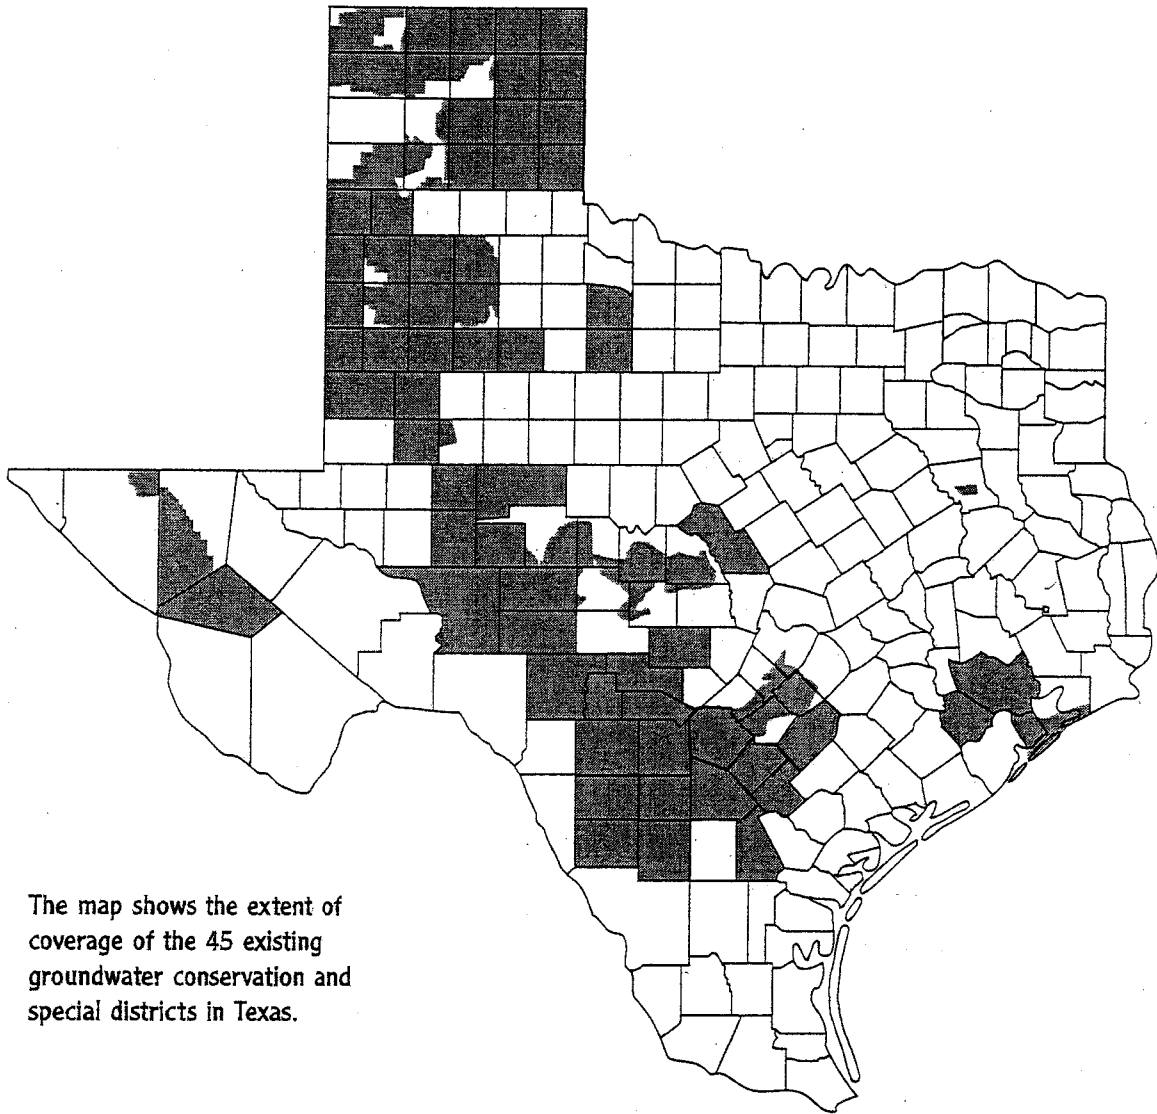 The map shows the extent of
coverage of the 45 existing
groundwater conservation and
special districts in Texas.